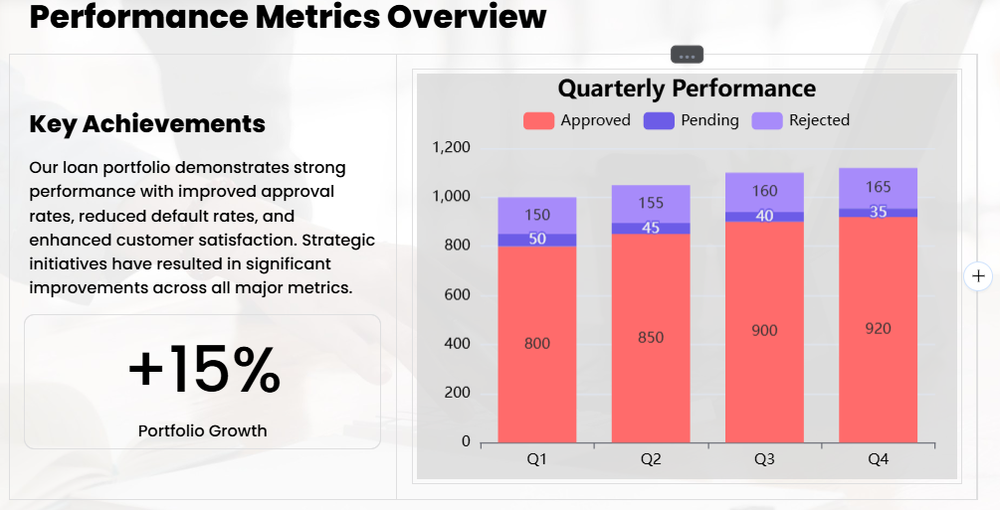 Performance Metrics Overview
Key Achievements
Our loan portfolio demonstrates strong
performance with improved approval
rates, reduced default rates, and
enhanced customer satisfaction. Strategic
initiatives have resulted in significant
improvements across all major metrics.
+15%
Portfolio Growth
...
Quarterly Performance
Approved Pending Rejected
1,200
1,000
800
600
400
200
0
150 155 160 165
50 45 40 35
800 850 900 920
Q1 Q2 Q3 Q4
+